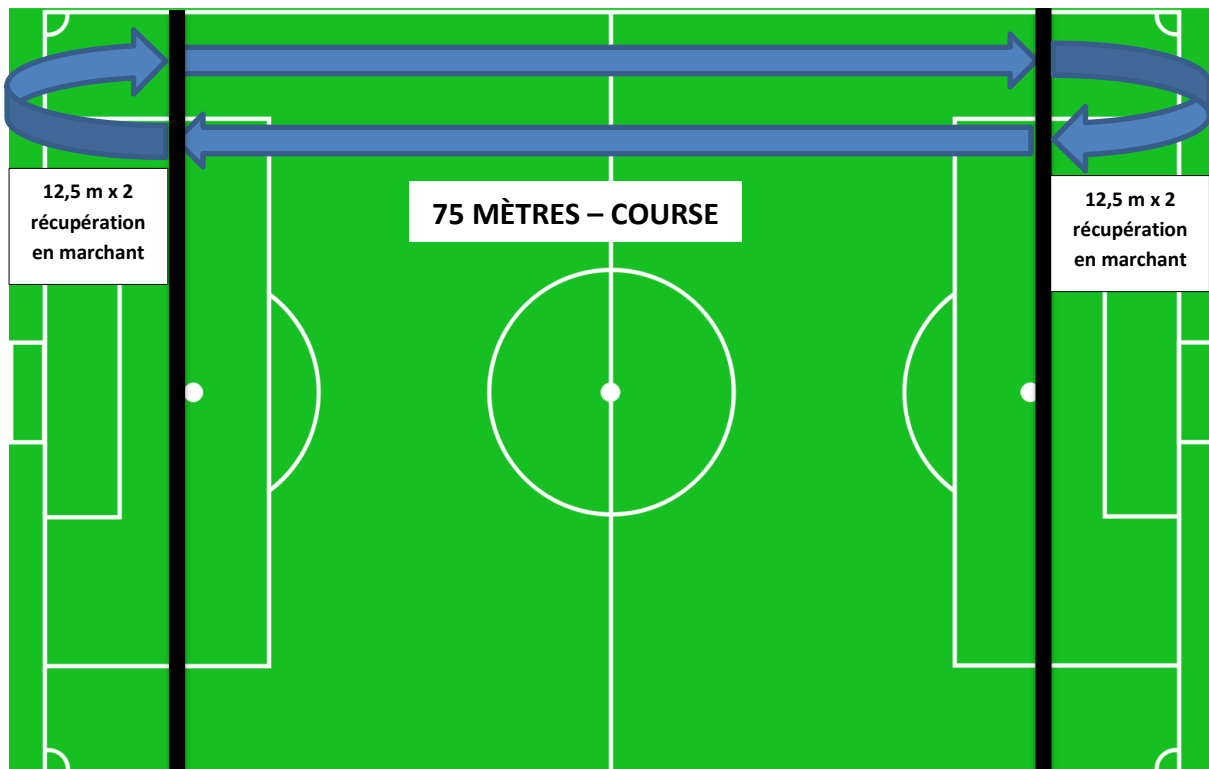 12,5 m x 2
récupération
en marchant
75 MÈTRES – COURSE
12,5 m x 2
récupération
en marchant